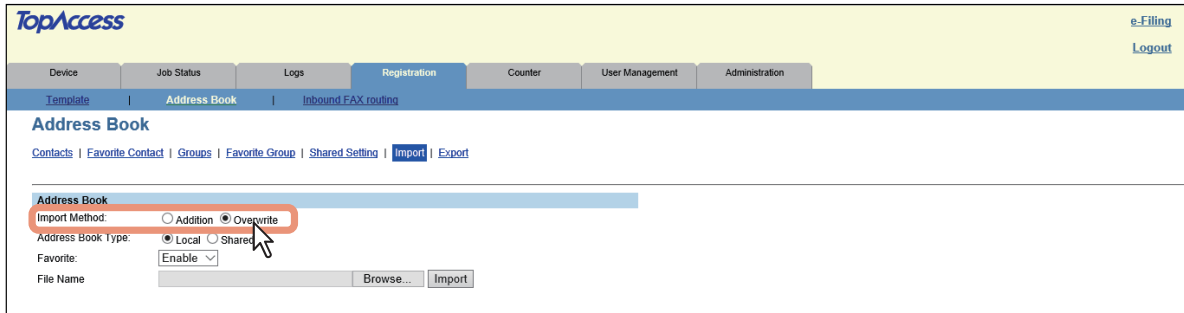 TopAccess
e-Filing
Logout
Device Job Status Logs Registration Counter User Management Administration
Template | Address Book | Inbound FAX routing
Address Book
Contacts | Favorite Contact | Groups | Favorite Group | Shared Setting | Import | Export
Address Book
Import Method: Addition Overwrite
Address Book Type: Local Shared
Favorite: Enable
File Name Browse... Import